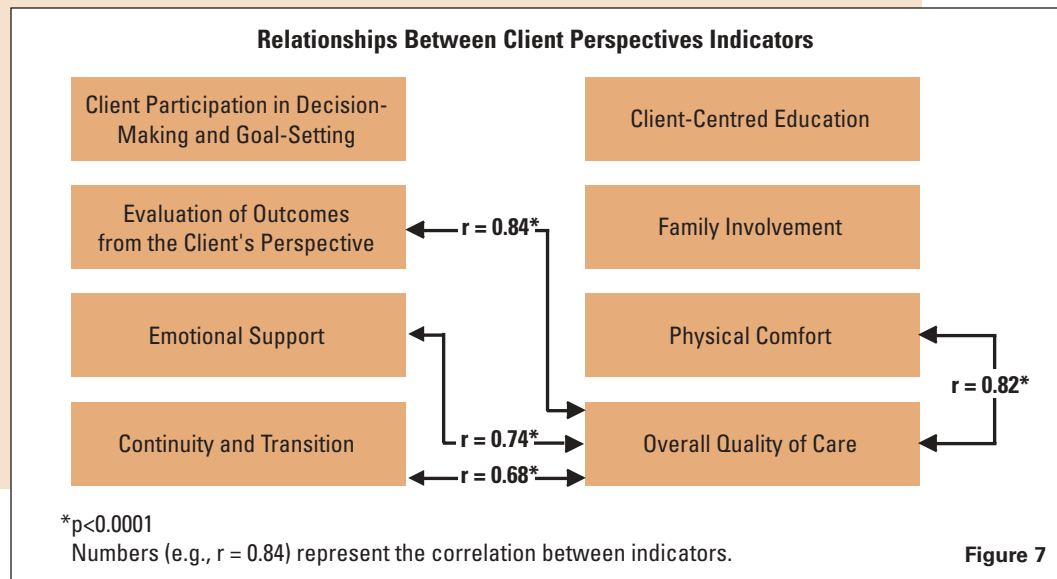 Relationships Between Client Perspectives Indicators
Client Participation in Decision-
Making and Goal-Setting
Client-Centred Education
Evaluation of Outcomes
from the Client's Perspective
r = 0.84*
Family Involvement
Emotional Support
Physical Comfort
r = 0.82*
Continuity and Transition
r = 0.74*
r = 0.68*
Overall Quality of Care
*p<0.0001
Numbers (e.g., r = 0.84) represent the correlation between indicators.
Figure 7